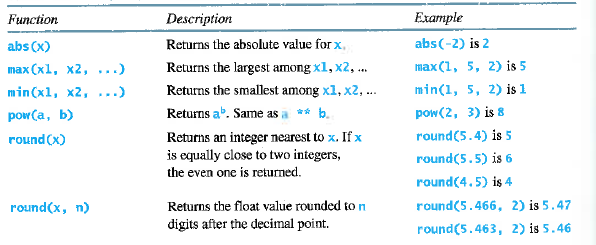 Function Description Example
abs(x) Returns the absolute value for x. abs(-2) is 2
max(x1, x2, ...) Returns the largest among x1, x2, ... max(1, 5, 2) is 5
min(x1, x2, ...) Returns the smallest among x1, x2, ... min(1, 5, 2) is 1
pow(a, b) Returns aᵇ. Same as a ** b. pow(2, 3) is 8
round(x) Returns an integer nearest to x. If x round(5.4) is 5
is equally close to two integers, round(5.5) is 6
the even one is returned. round(4.5) is 4
round(x, n) Returns the float value rounded to n round(5.466, 2) is 5.47
digits after the decimal point. round(5.463, 2) is 5.46